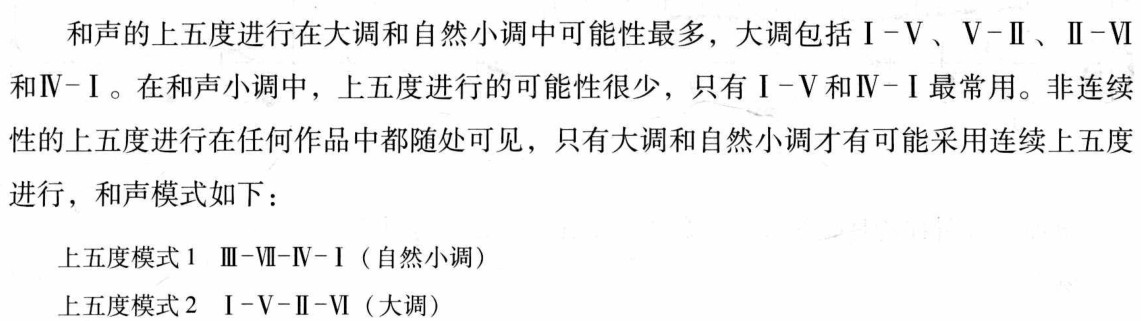 和声的上五度进行在大调和自然小调中可能性最多，大调包括Ⅰ-Ⅴ、Ⅴ-Ⅱ、Ⅱ-Ⅵ
和Ⅳ-Ⅰ。在和声小调中，上五度进行的可能性很少，只有Ⅰ-Ⅴ和Ⅳ-Ⅰ最常用。非连续
性的上五度进行在任何作品中都随处可见，只有大调和自然小调才有可能采用连续上五度
进行，和声模式如下：
上五度模式1 Ⅲ-Ⅶ-Ⅳ-Ⅰ（自然小调）
上五度模式2 Ⅰ-Ⅴ-Ⅱ-Ⅵ（大调）